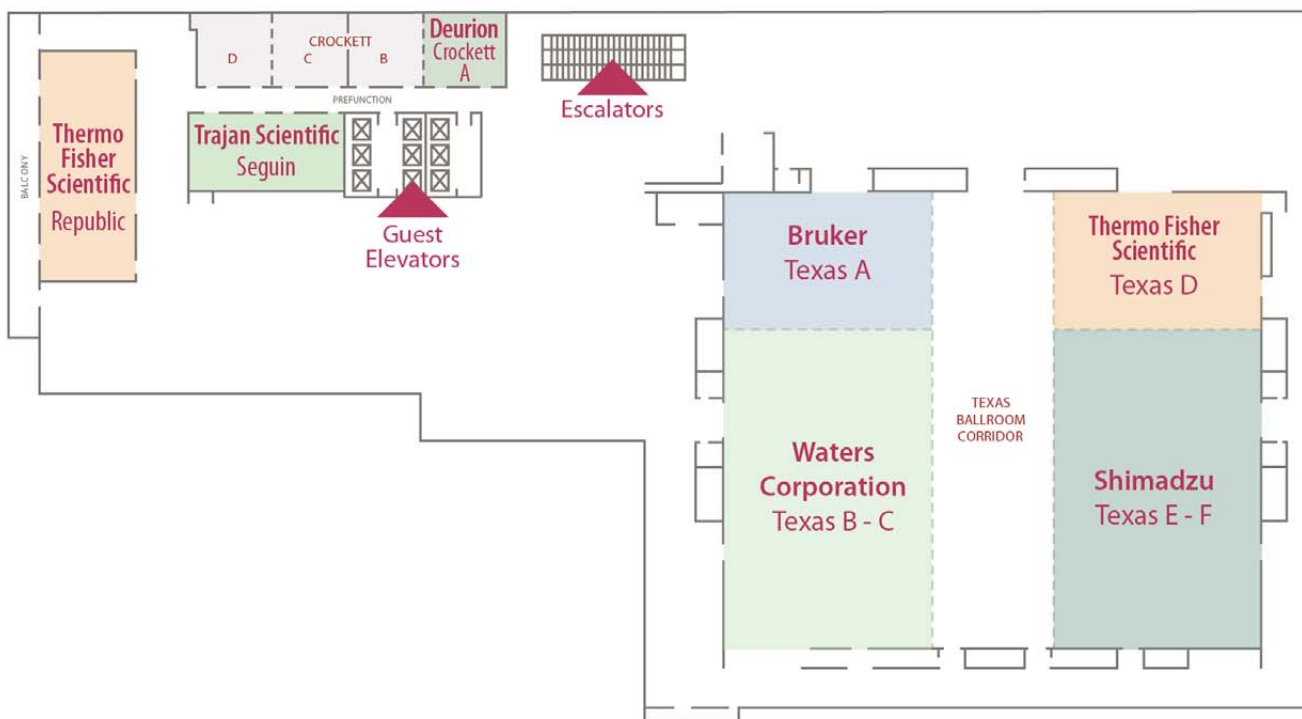 BALCONY
Thermo
Fisher
Scientific
Republic
CROCKETT
D
C
B
Deurion
Crockett
A
PREFUNCTION
Trajan Scientific
Seguin
Guest
Elevators
Escalators
Bruker
Texas A
Waters
Corporation
Texas B - C
TEXAS
BALLROOM
CORRIDOR
Thermo Fisher
Scientific
Texas D
Shimadzu
Texas E - F